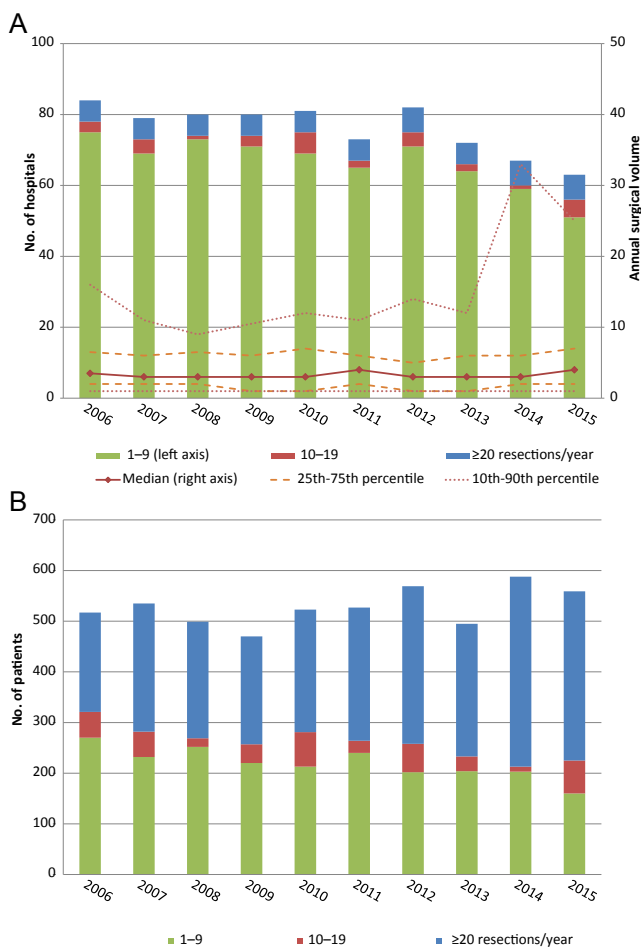 A
100
80
60
40
20
0
No. of hospitals
50
40
30
20
10
0
Annual surgical volume
2006 2007 2008 2009 2010 2011 2012 2013 2014 2015
1–9 (left axis) 10–19 ≥20 resections/year
Median (right axis) 25th-75th percentile 10th-90th percentile
B
700
600
500
400
300
200
100
0
No. of patients
2006 2007 2008 2009 2010 2011 2012 2013 2014 2015
1–9 10–19 ≥20 resections/year